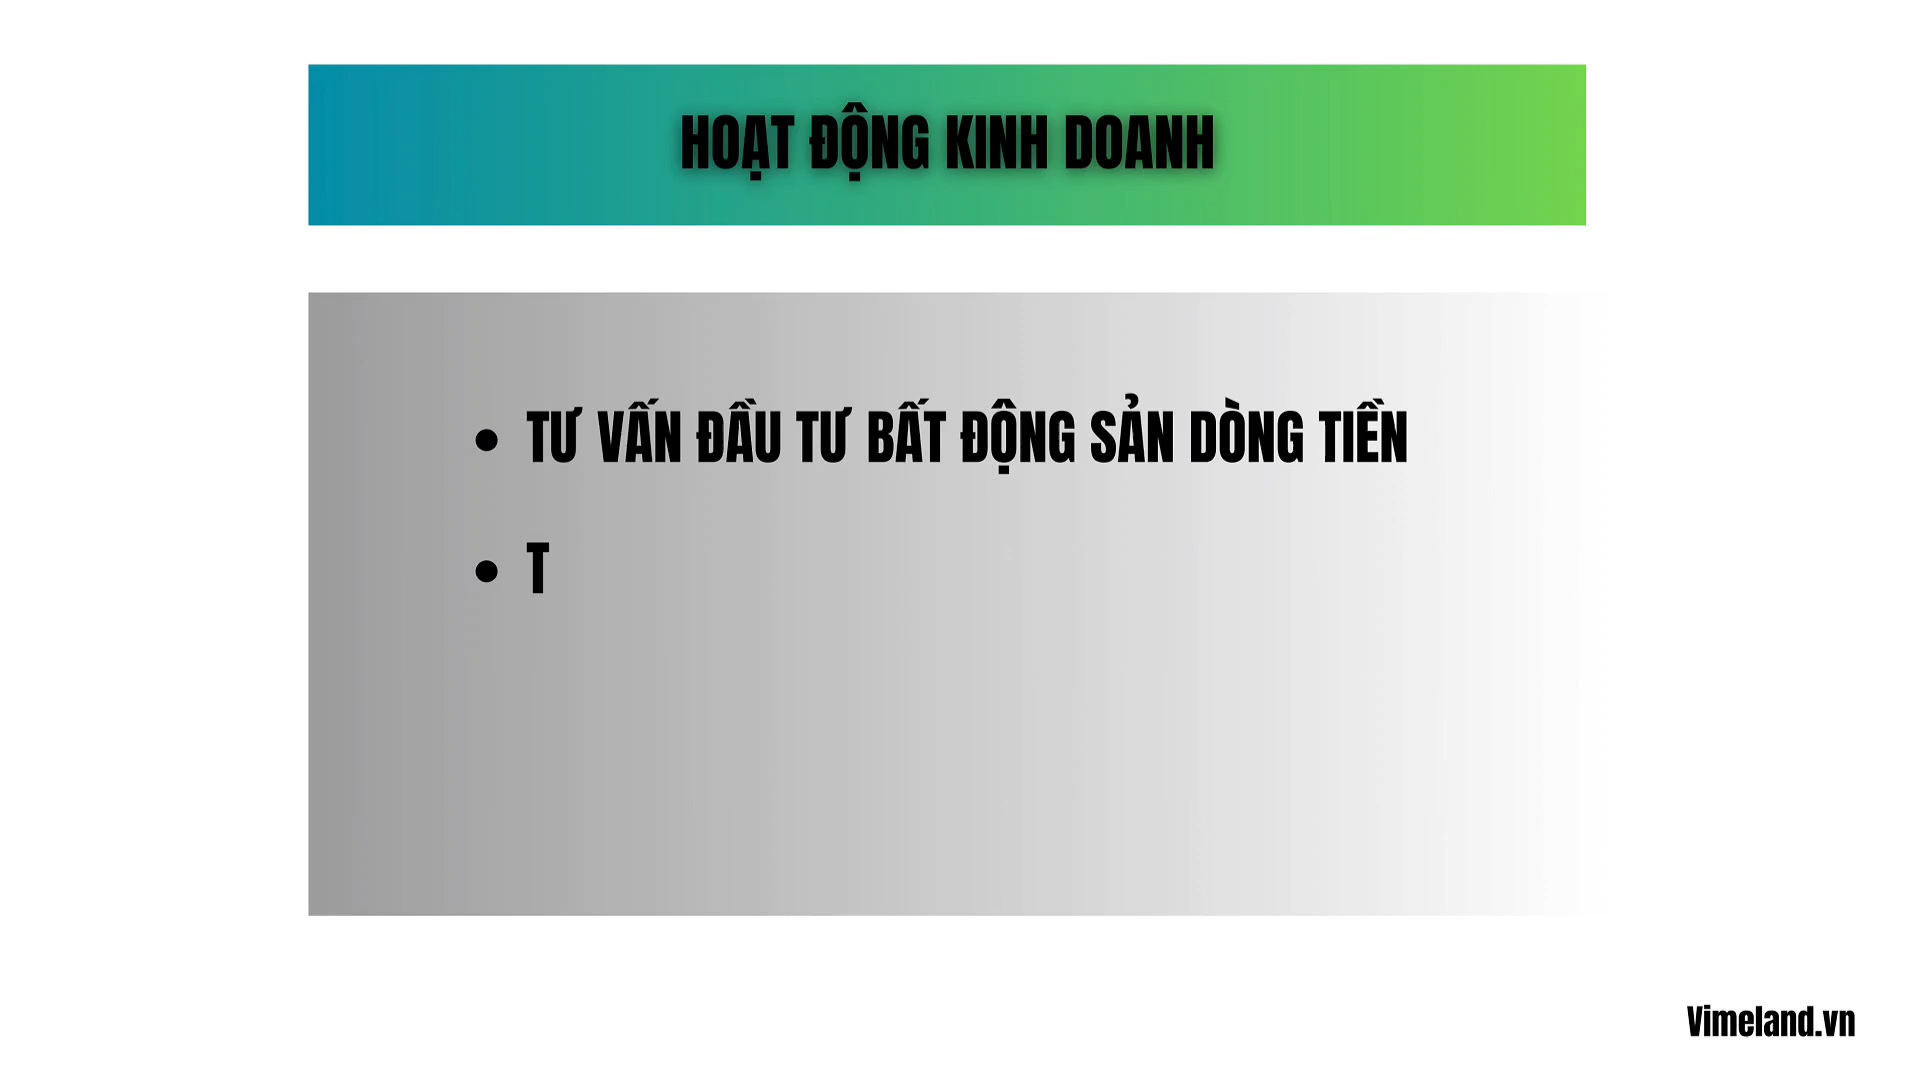 HOẠT ĐỘNG KINH DOANH
• TƯ VẤN ĐẦU TƯ BẤT ĐỘNG SẢN DÒNG TIỀN
• T
Vimeland.vn